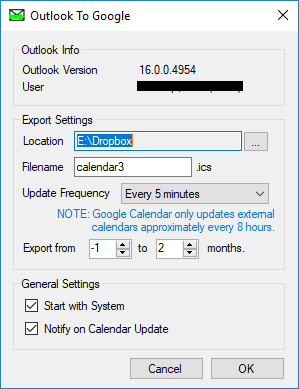 Outlook To Google
Outlook Info
Outlook Version 16.0.0.4954
User
Export Settings
Location E:\Dropbox ...
Filename calendar3 .ics
Update Frequency Every 5 minutes
NOTE: Google Calendar only updates external
calendars approximately every 8 hours.
Export from -1 to 2 months.
General Settings
Start with System
Notify on Calendar Update
Cancel OK